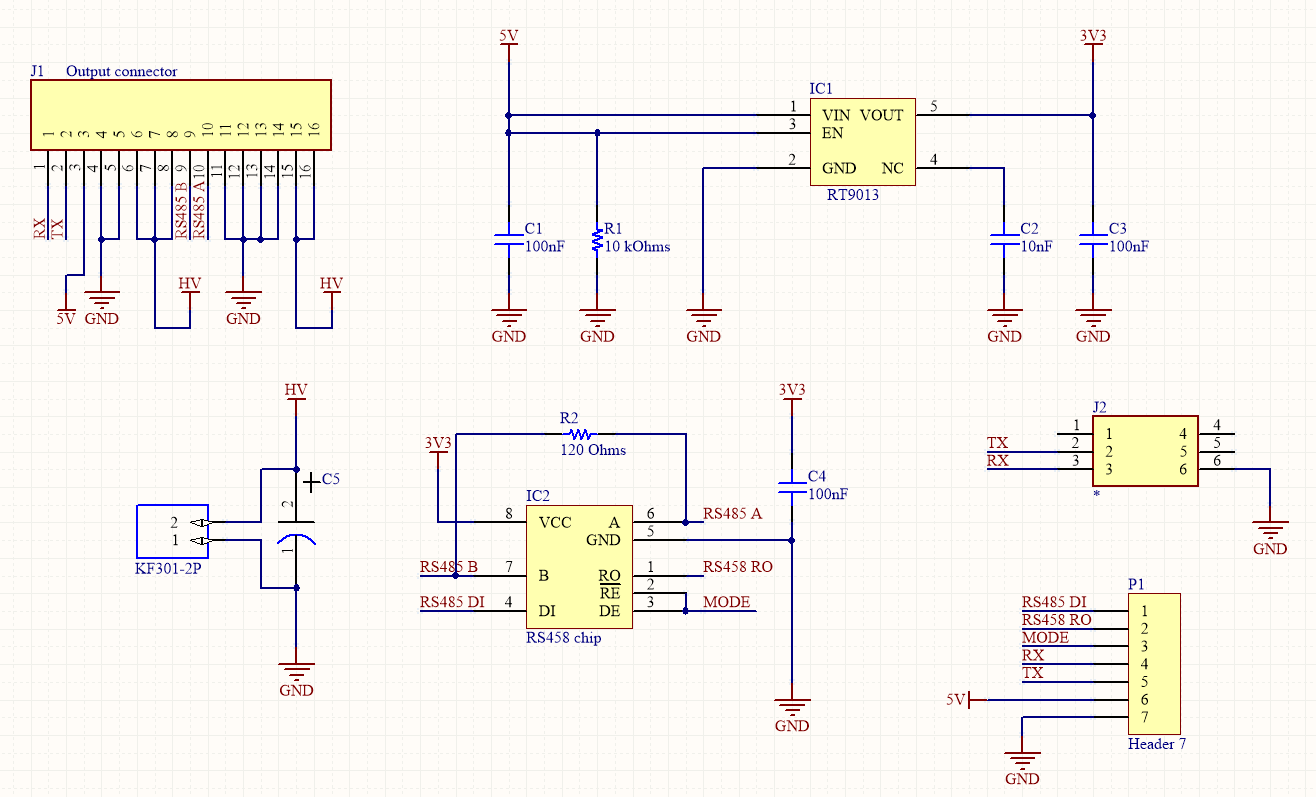 J1 Output connector
1 2 3 4 5 6 7 8 9 10 11 12 13 14 15 16
1 2 3 4 5 6 7 8 9 10 11 12 13 14 15 16
RX
TX
RS485 B
RS485 A
5V
GND
HV
GND
HV
5V
3V3
IC1
1 VIN VOUT 5
3 EN
2 GND NC 4
RT9013
C1
100nF
R1
10 kOhms
C2
10nF
C3
100nF
GND
GND
GND
GND
GND
HV
C5
2
1
2
1
KF301-2P
GND
3V3
R2
120 Ohms
3V3
C4
100nF
IC2
8 VCC A 6 RS485 A
GND 5
RS485 B 7 B RO 1 RS458 RO
RE 2
RS485 DI 4 DI DE 3 MODE
RS458 chip
GND
J2
1 1 4 4
TX 2 2 5 5
RX 3 3 6 6
*
GND
P1
RS485 DI 1
RS458 RO 2
MODE 3
RX 4
TX 5
5V 6
7
Header 7
GND